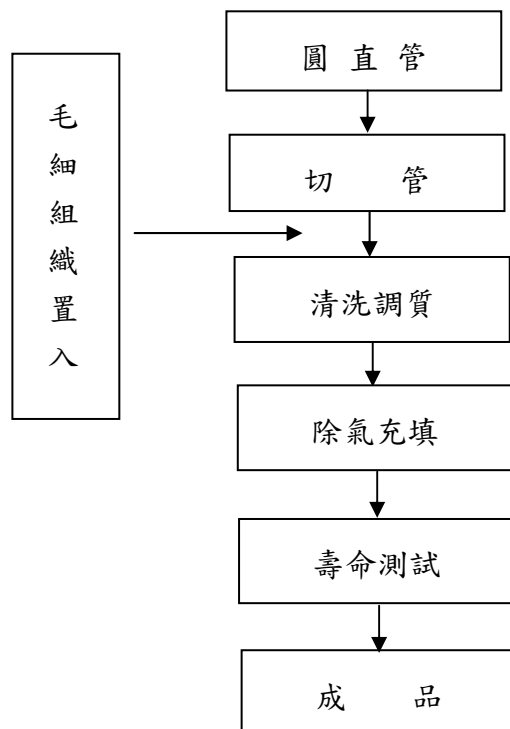 圓直管
毛細組織置入
切管
清洗調質
除氣充填
壽命測試
成品